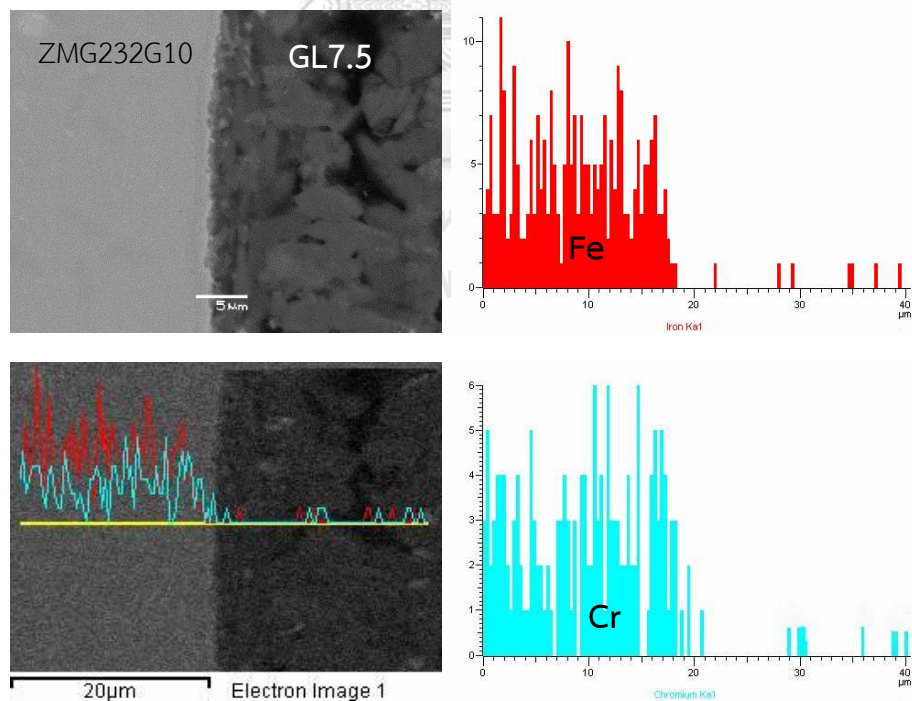 ZMG232G10
GL7.5
5 μm
10
5
0
Fe
0 10 20 30 40
μm
Iron Ka1
20μm
Electron Image 1
6
5
4
3
2
1
0
Cr
0 10 20 30 40
μm
Chromium Ka1